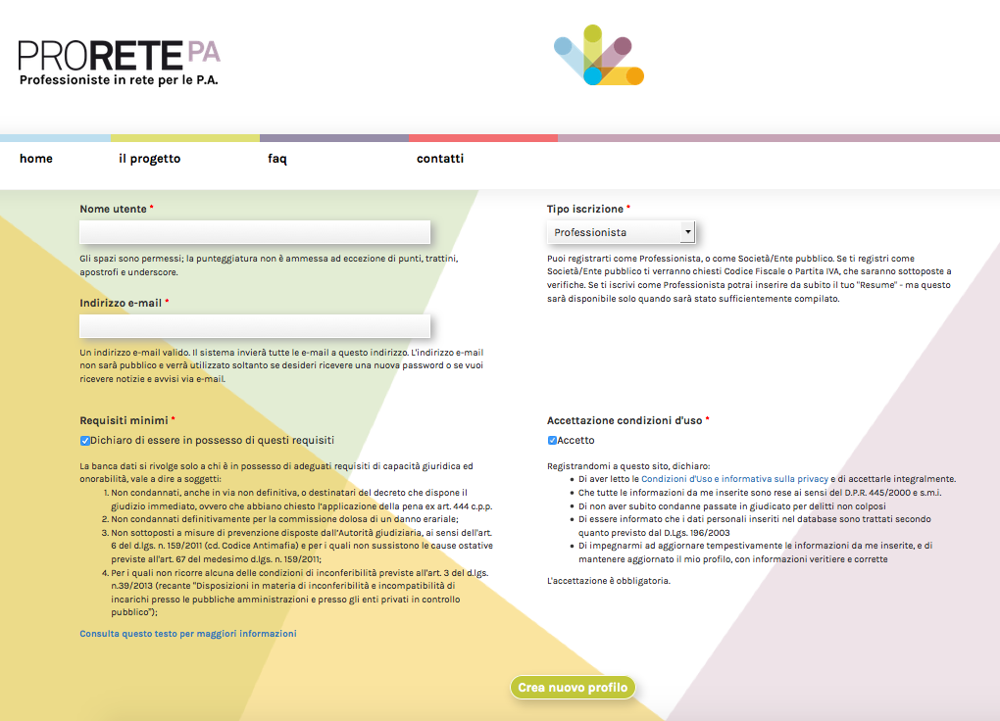 PRORETE PA
Professioniste in rete per le P.A.
home
il progetto
faq
contatti
Nome utente *
Gli spazi sono permessi; la punteggiatura non è ammessa ad eccezione di punti, trattini,
apostrofi e underscore.
Indirizzo e-mail *
Un indirizzo e-mail valido. Il sistema invierà tutte le e-mail a questo indirizzo. L'indirizzo e-mail
non sarà pubblico e verrà utilizzato soltanto se desideri ricevere una nuova password o se vuoi
ricevere notizie e avvisi via e-mail.
Tipo iscrizione *
Professionista
Puoi registrarti come Professionista, o come Società/Ente pubblico. Se ti registri come
Società/Ente pubblico ti verranno chiesti Codice Fiscale o Partita IVA, che saranno sottoposte a
verifiche. Se ti iscrivi come Professionista potrai inserire da subito il tuo "Resume" - ma questo
sarà disponibile solo quando sarà stato sufficientemente compilato.
Requisiti minimi *
Dichiaro di essere in possesso di questi requisiti
La banca dati si rivolge solo a chi è in possesso di adeguati requisiti di capacità giuridica ed
onorabilità, vale a dire a soggetti:
1. Non condannati, anche in via non definitiva, o destinatari del decreto che dispone il
giudizio immediato, ovvero che abbiano chiesto l'applicazione della pena ex art. 444 c.p.p.
2. Non condannati definitivamente per la commissione dolosa di un danno erariale;
3. Non sottoposti a misure di prevenzione disposte dall'Autorità giudiziaria, ai sensi dell'art.
6 del d.lgs. n. 159/2011 (cd. Codice Antimafia) e per i quali non sussistono le cause ostative
previste all'art. 67 del medesimo d.lgs. n. 159/2011;
4. Per i quali non ricorre alcuna delle condizioni di inconferibilità previste all'art. 3 del d.lgs.
n.39/2013 (recante "Disposizioni in materia di inconferibilità e incompatibilità di
incarichi presso le pubbliche amministrazioni e presso gli enti privati in controllo
pubblico");
Consulta questo testo per maggiori informazioni
Accettazione condizioni d'uso *
Accetto
Registrandomi a questo sito, dichiaro:
• Di aver letto le Condizioni d'Uso e informativa sulla privacy e di accettarle integralmente.
• Che tutte le informazioni da me inserite sono rese ai sensi del D.P.R. 445/2000 e s.m.i.
• Di non aver subito condanne passate in giudicato per delitti non colposi
• Di essere informato che i dati personali inseriti nel database sono trattati secondo
quanto previsto dal D.Lgs. 196/2003
• Di impegnarmi ad aggiornare tempestivamente le informazioni da me inserite, e di
mantenere aggiornato il mio profilo, con informazioni veritiere e corrette
L'accettazione è obbligatoria.
Crea nuovo profilo